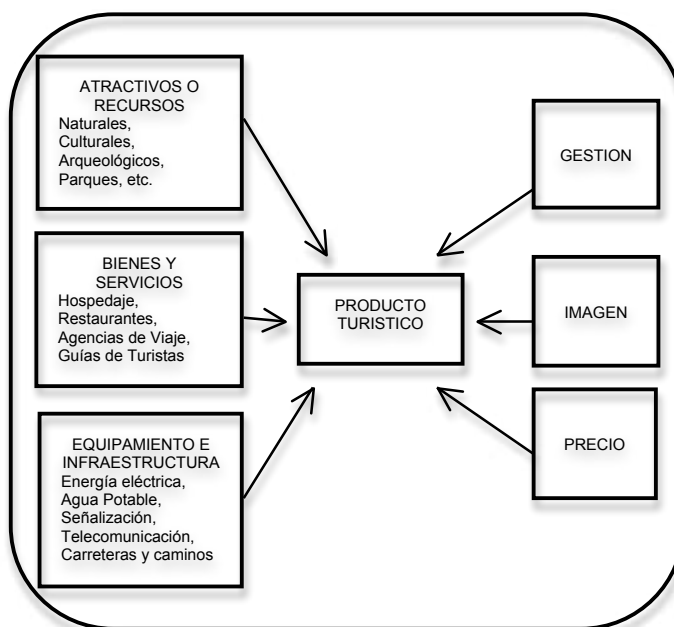 ATRACTIVOS O
RECURSOS
Naturales,
Culturales,
Arqueológicos,
Parques, etc.
BIENES Y
SERVICIOS
Hospedaje,
Restaurantes,
Agencias de Viaje,
Guías de Turistas
EQUIPAMIENTO E
INFRAESTRUCTURA
Energía eléctrica,
Agua Potable,
Señalización,
Telecomunicación,
Carreteras y caminos
PRODUCTO
TURISTICO
GESTION
IMAGEN
PRECIO